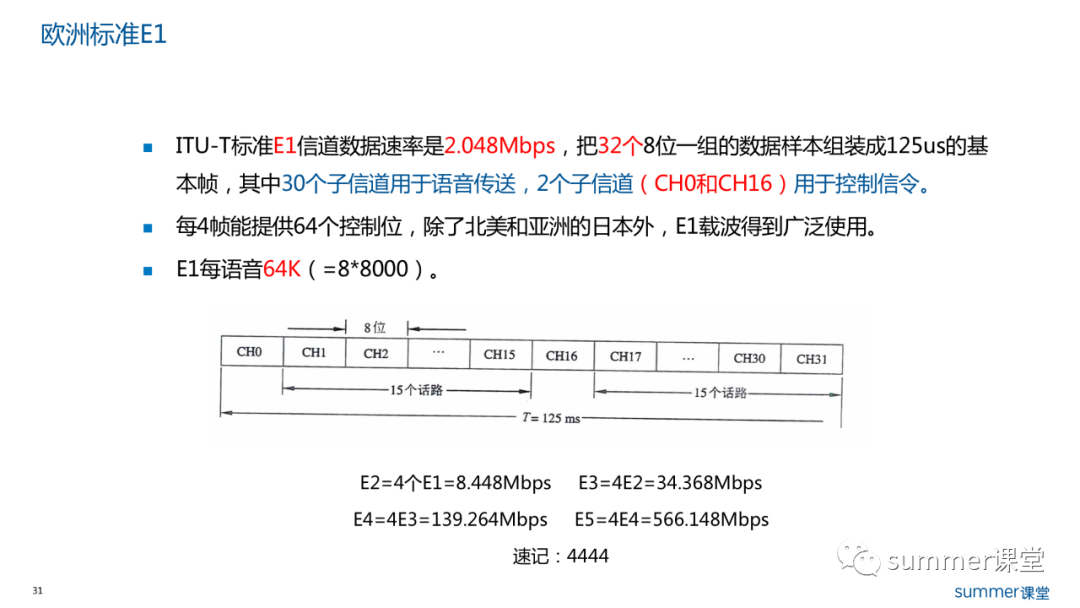 欧洲标准E1
ITU-T标准E1信道数据速率是2.048Mbps，把32个8位一组的数据样本组装成125us的基
本帧，其中30个子信道用于语音传送，2个子信道（CH0和CH16）用于控制信令。
每4帧能提供64个控制位，除了北美和亚洲的日本外，E1载波得到广泛使用。
E1每语音64K（=8*8000）。
8位
CH0 CH1 CH2 … CH15 CH16 CH17 … CH30 CH31
15个话路 15个话路
T= 125 ms
E2=4个E1=8.448Mbps E3=4E2=34.368Mbps
E4=4E3=139.264Mbps E5=4E4=566.148Mbps
速记：4444
summer课堂
31
summer课堂